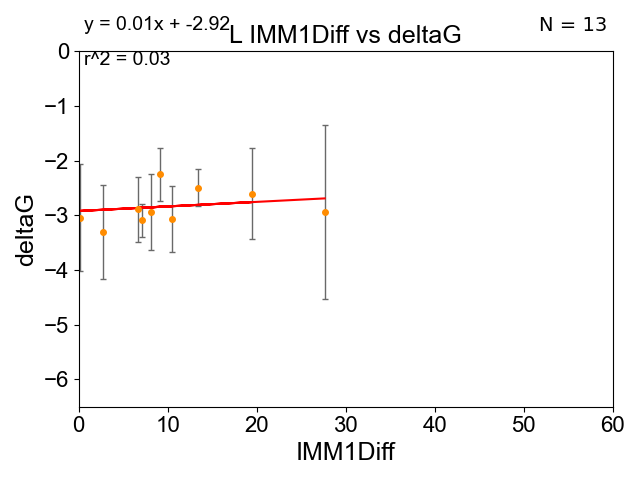 y = 0.01x + -2.92
N = 13
L IMM1Diff vs deltaG
r^2 = 0.03
0
−1
−2
−3
−4
−5
−6
deltaG
0 10 20 30 40 50 60
IMM1Diff